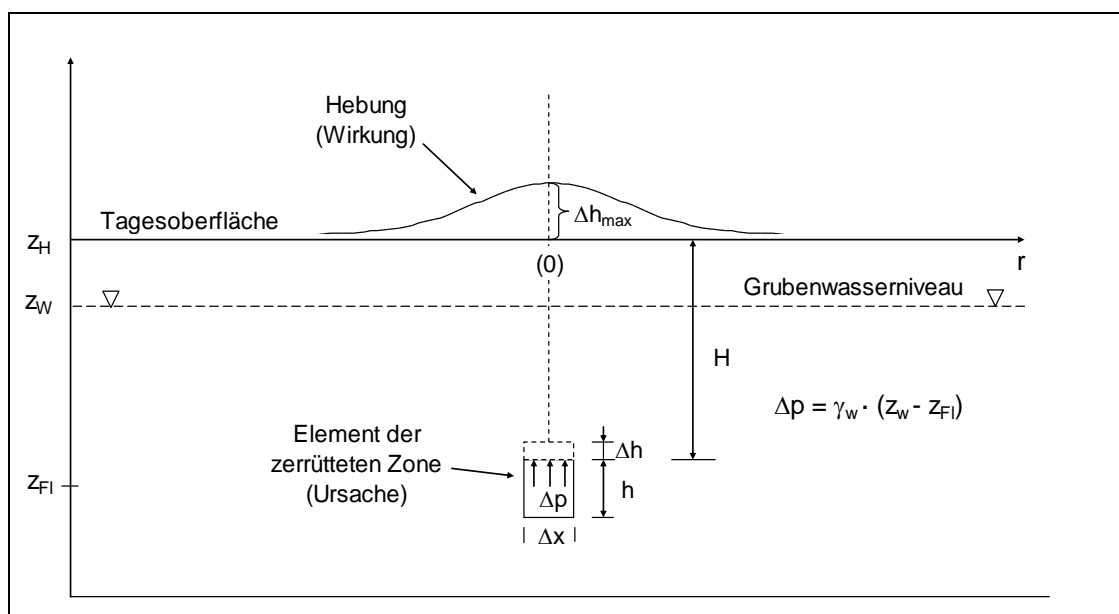 Hebung
(Wirkung)
Δhmax
Tagesoberfläche
zH
(0)
r
zW
Grubenwasserniveau
H
Δp = γw · (zw - zFl)
Element der
zerrütteten Zone
(Ursache)
Δh
zFl
Δp
h
Δx